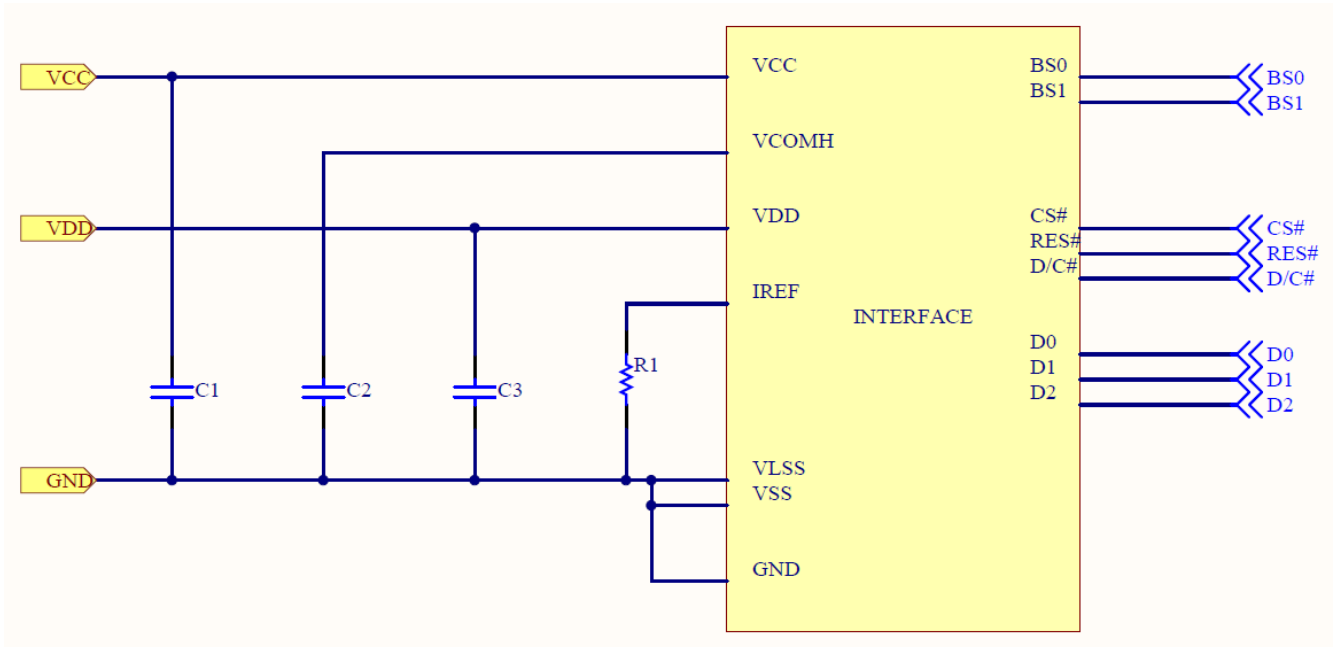 VCC
VCC
BS0
BS0
BS1
BS1
VCOMH
VDD
VDD
CS#
CS#
RES#
RES#
D/C#
D/C#
IREF
INTERFACE
D0
D0
R1
D1
D1
C1
C2
C3
D2
D2
GND
VLSS
VSS
GND